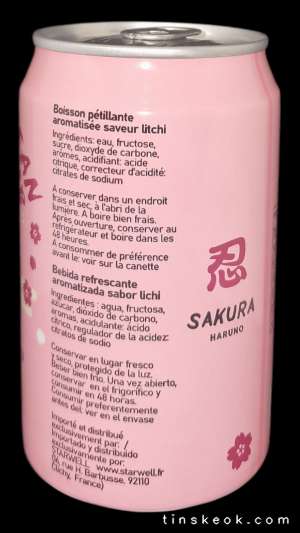 Boisson pétillante
aromatisée saveur litchi
Ingrédients: eau, fructose,
sucre, dioxyde de carbone,
arômes, acidifiant: acide
citrique, correcteur d'acidité:
citrates de sodium
A conserver dans un endroit
frais et sec, à l'abri de la
lumière. A boire bien frais.
Après ouverture, conserver au
réfrigérateur et boire dans les
48 heures.
A consommer de préférence
avant le: voir sur la canette
Bebida refrescante
aromatizada sabor lichi
Ingredientes : agua, fructosa,
azúcar, dióxido de carbono,
aromas, acidulante: ácido
cítrico, regulador de la acidez:
citratos de sodio
Conservar en lugar fresco
y seco, protegido de la luz.
Beber bien frío. Una vez abierto,
conservar en el frigorífico y
consumir en 48 horas.
Consumir preferentemente
antes del: ver en el envase
Importé et distribué
exclusivement par: /
Importado y distribuido
exclusivamente por:
STARWELL www.starwell.fr
rue H. Barbusse, 92110
Clichy, France)
忍
SAKURA
HARUNO
tinskeok.com